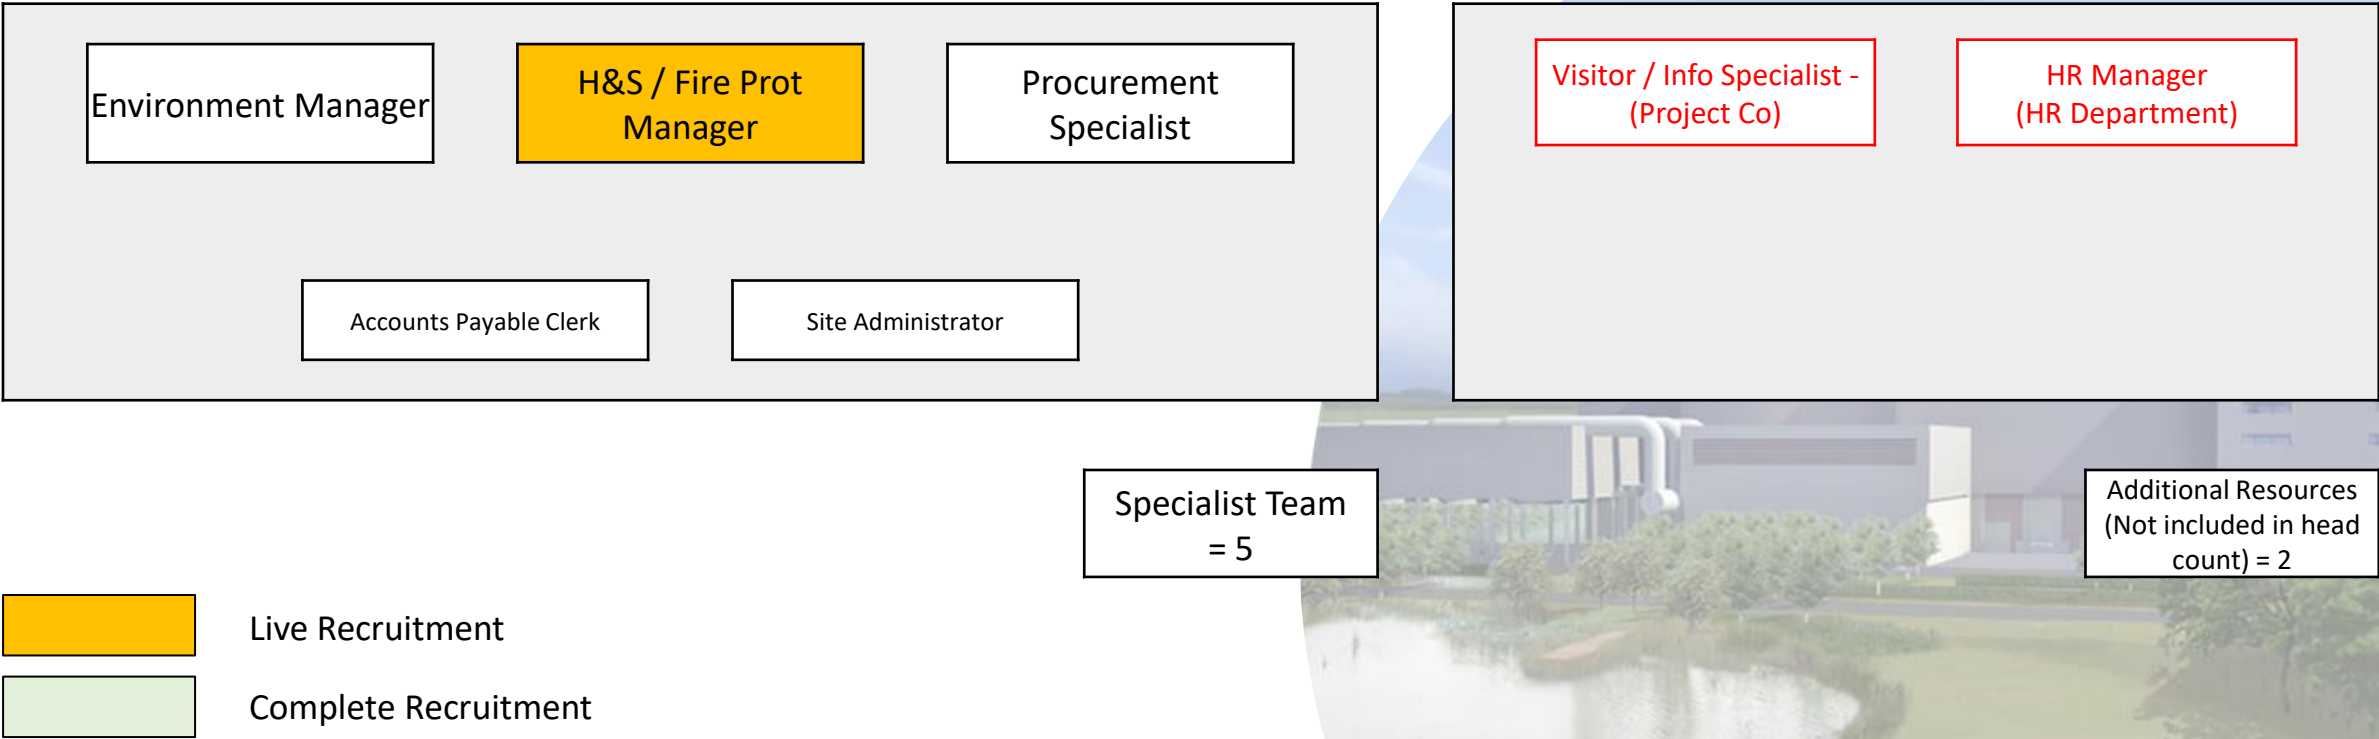 Environment Manager
H&S / Fire Prot
Manager
Procurement
Specialist
Accounts Payable Clerk
Site Administrator
Visitor / Info Specialist -
(Project Co)
HR Manager
(HR Department)
Specialist Team
= 5
Additional Resources
(Not included in head
count) = 2
Live Recruitment
Complete Recruitment